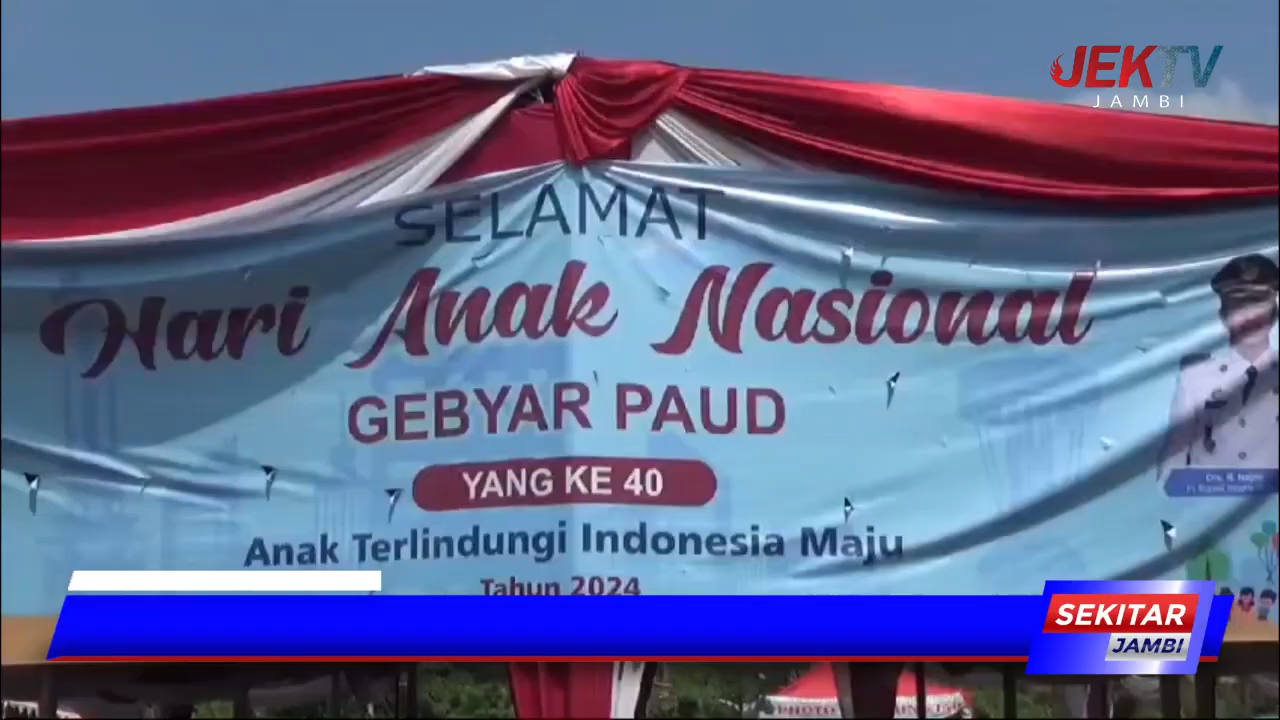 JEKTV
JAMBI
SELAMAT
Hari Anak Nasional
GEBYAR PAUD
YANG KE 40
Anak Terlindungi Indonesia Maju
Tahun 2024
SEKITAR
JAMBI
PHOTO